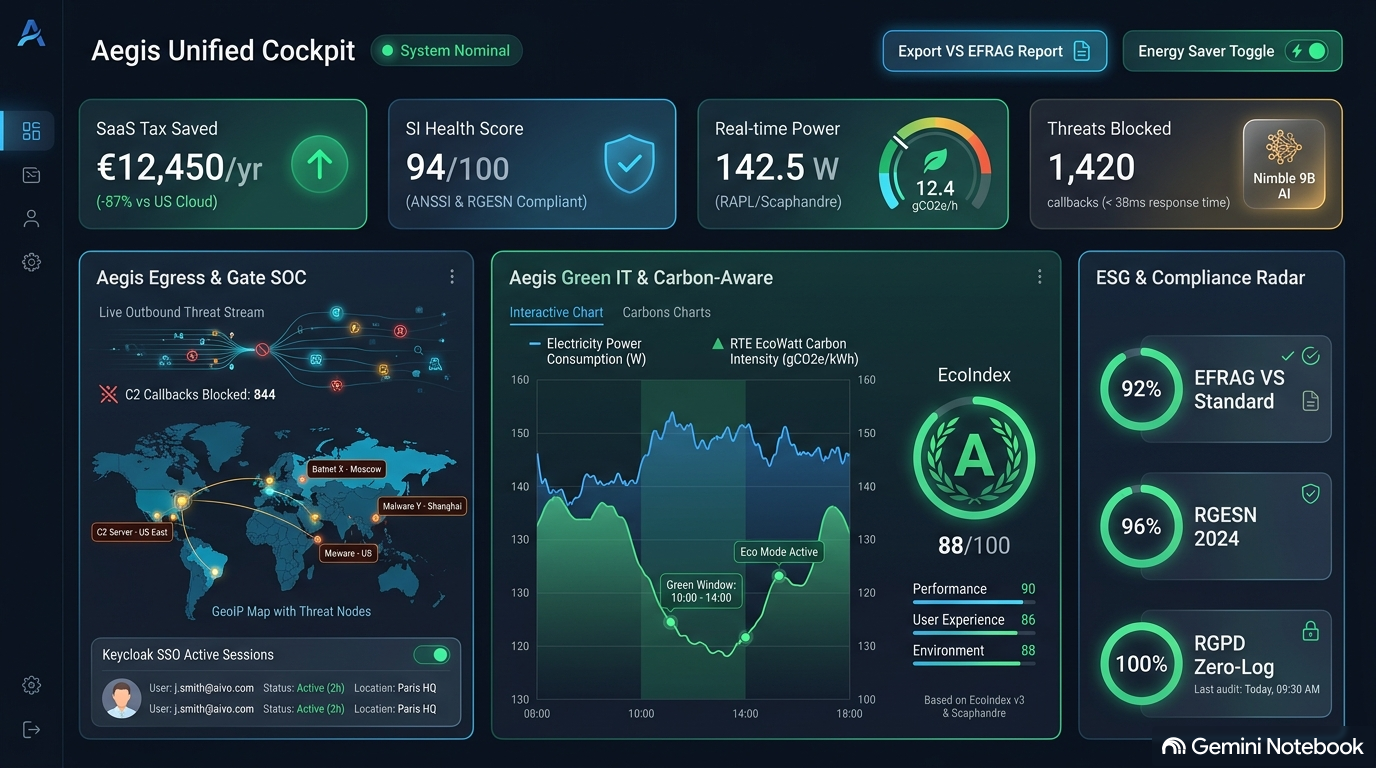 Aegis Unified Cockpit
System Nominal
Export VS EFRAG Report
Energy Saver Toggle
SaaS Tax Saved
€12,450/yr
(-87% vs US Cloud)
SI Health Score
94/100
(ANSSI & RGESN Compliant)
Real-time Power
142.5 W
(RAPL/Scaphandre)
12.4
gCO2e/h
Threats Blocked
1,420
callbacks (< 38ms response time)
Nimble 9B
AI
Aegis Egress & Gate SOC
Live Outbound Threat Stream
C2 Callbacks Blocked: 844
Batnet X - Moscow
Malware Y - Shanghai
C2 Server - US East
Meware - U8
GeoIP Map with Threat Nodes
Keycloak SSO Active Sessions
User: j.smith@aivo.com Status: Active (2h) Location: Paris HQ
User: j.smith@aivo.com Status: Active (2h) Location: Paris HQ
Aegis Green IT & Carbon-Aware
Interactive Chart
Carbons Charts
Electricity Power
Consumption (W)
RTE EcoWatt Carbon
Intensity (gCO2e/kWh)
160
150
140
130
130
120
130
160
150
140
130
120
130
100
08:00
10:00
14:00
18:00
Green Window:
10:00 - 14:00
Eco Mode Active
EcoIndex
A
88/100
Performance 90
User Experience 86
Environment 88
Based on EcoIndex v3
& Scaphandre
ESG & Compliance Radar
92%
EFRAG VS
Standard
96%
RGESN
2024
100%
RGPD
Zero-Log
Last audit: Today, 09:30 AM
Gemini Notebook